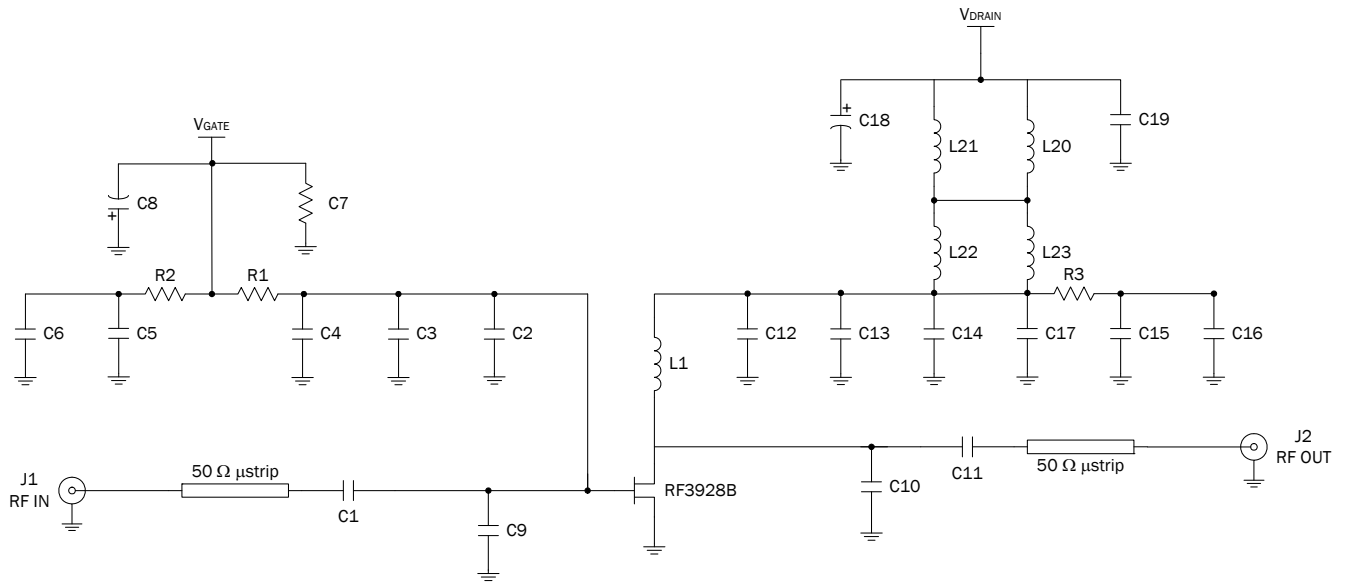 VDRAIN
C18
C19
L21
L20
VGATE
C8
C7
L22
L23
R2
R1
R3
C6
C5
C4
C3
C2
C12
C13
C14
C17
C15
C16
L1
J1
RF IN
50 Ω µstrip
C1
C9
RF3928B
C10
C11
50 Ω µstrip
J2
RF OUT